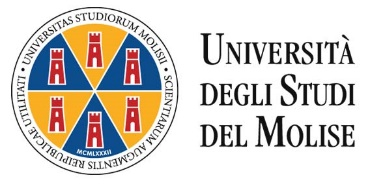 · UNIVERSITAS STUDIORUM MOLISII · SCIENTIARUM AUGMENTIS REIPUBLICAE UTILITATI
MCMLXXXII
UNIVERSITÀ
DEGLI STUDI
DEL MOLISE